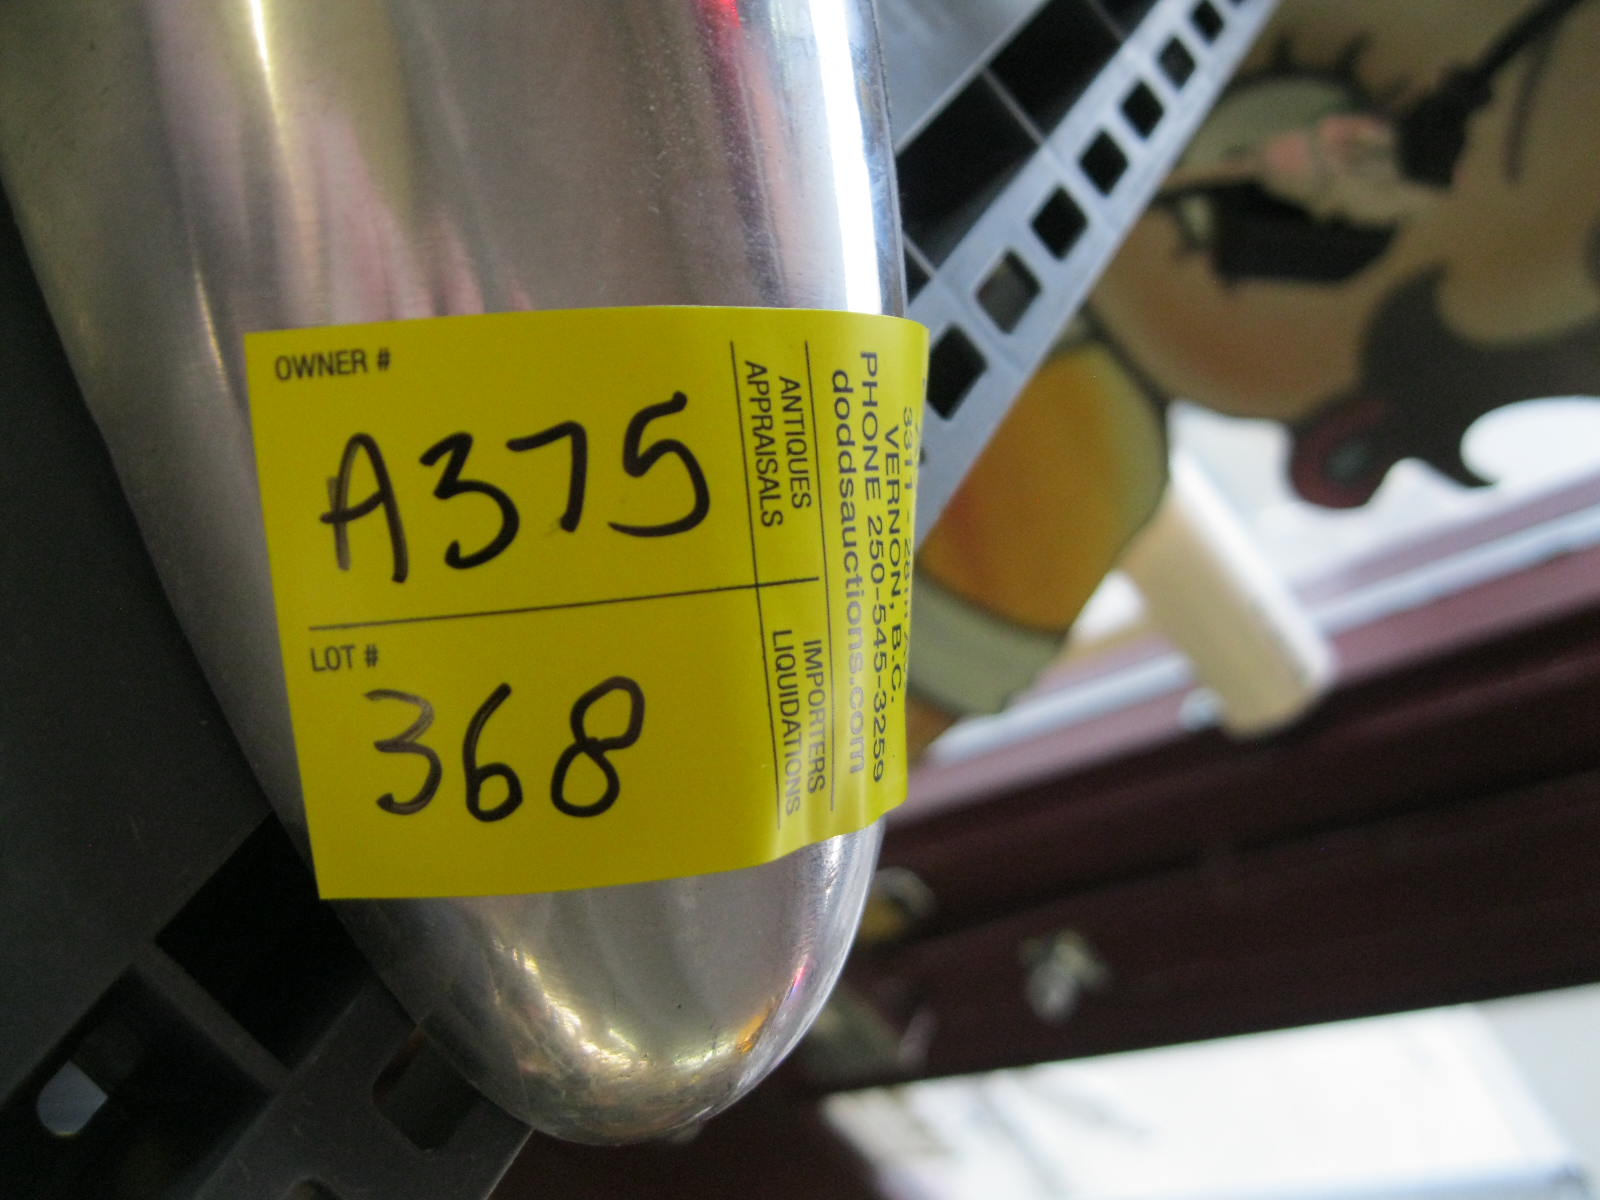 OWNER #
A375
LOT #
368
ANTIQUES
APPRAISALS
IMPORTERS
LIQUIDATIONS
VERNON, B.C.
PHONE 250-545-3259
doddsauctions.com